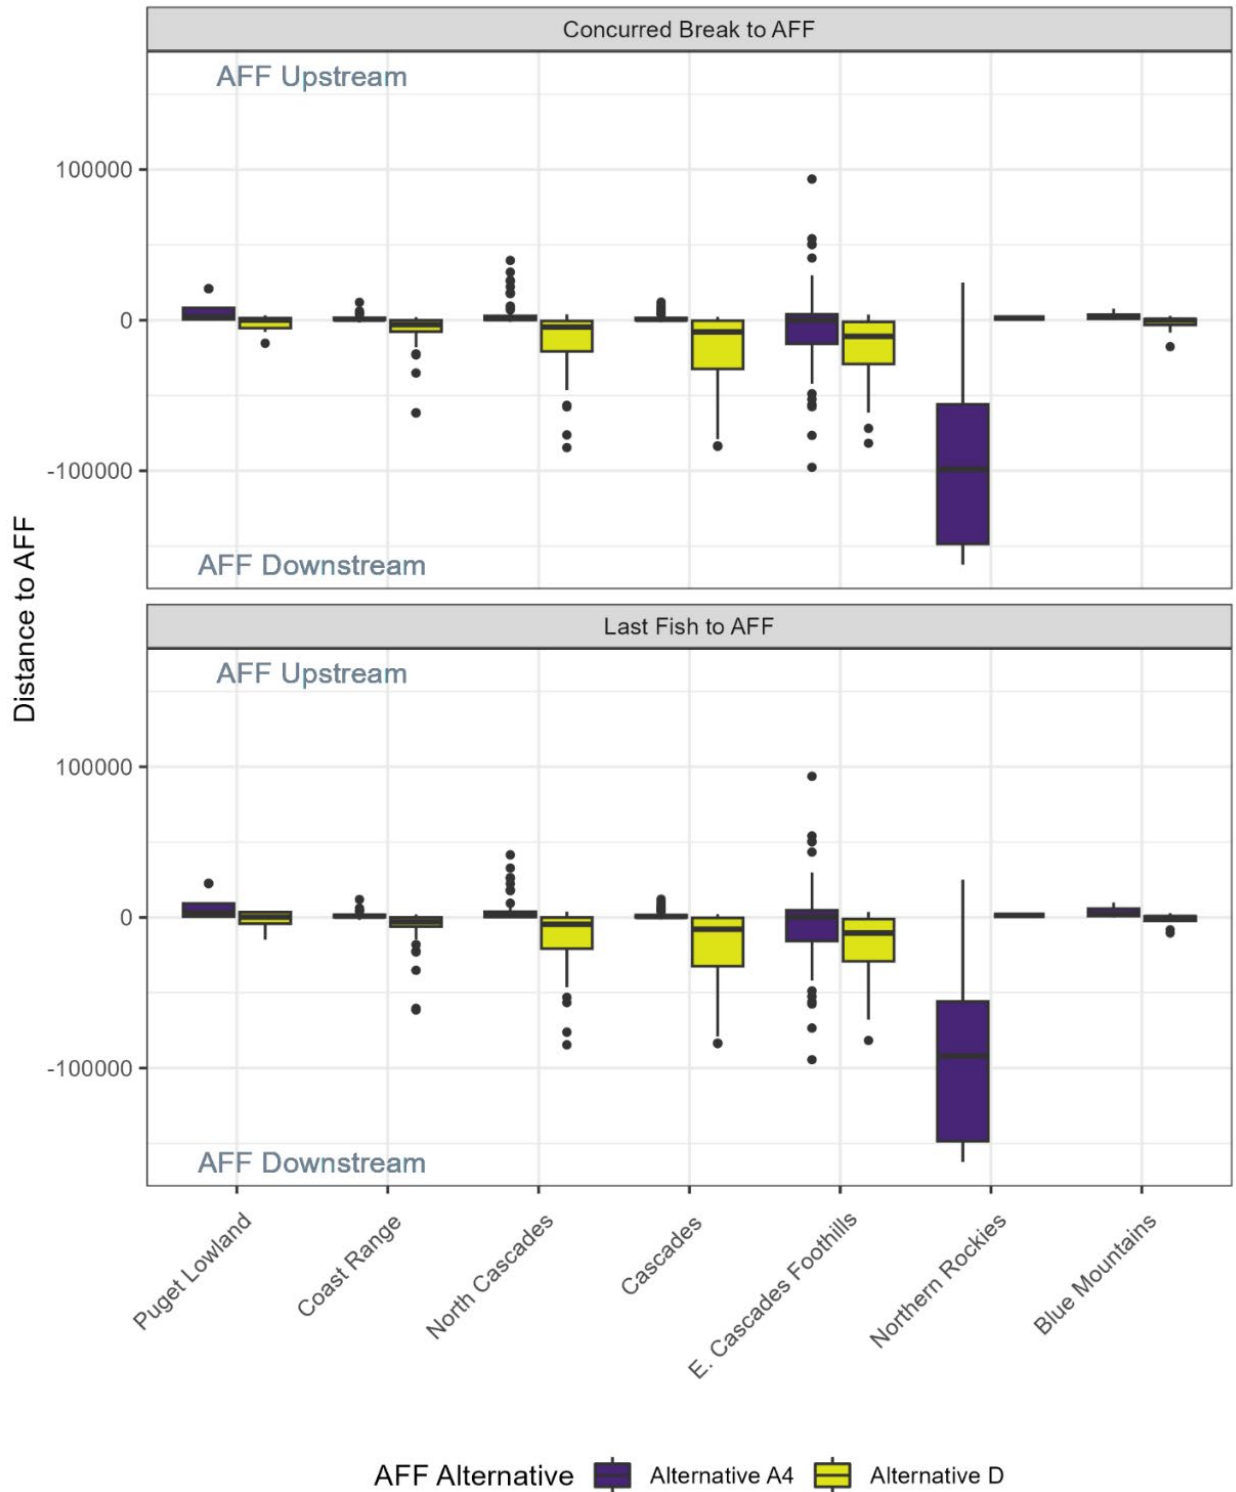 Concurred Break to AFF
AFF Upstream
100000
0
-100000
AFF Downstream
Distance to AFF
Last Fish to AFF
AFF Upstream
100000
0
-100000
AFF Downstream
Puget Lowland
Coast Range
North Cascades
Cascades
E. Cascades Foothills
Northern Rockies
Blue Mountains
AFF Alternative Alternative A4 Alternative D